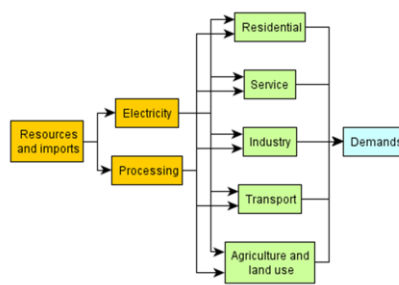 Residential
Service
Electricity
Resources
and imports
Industry
Demands
Processing
Transport
Agriculture and
land use